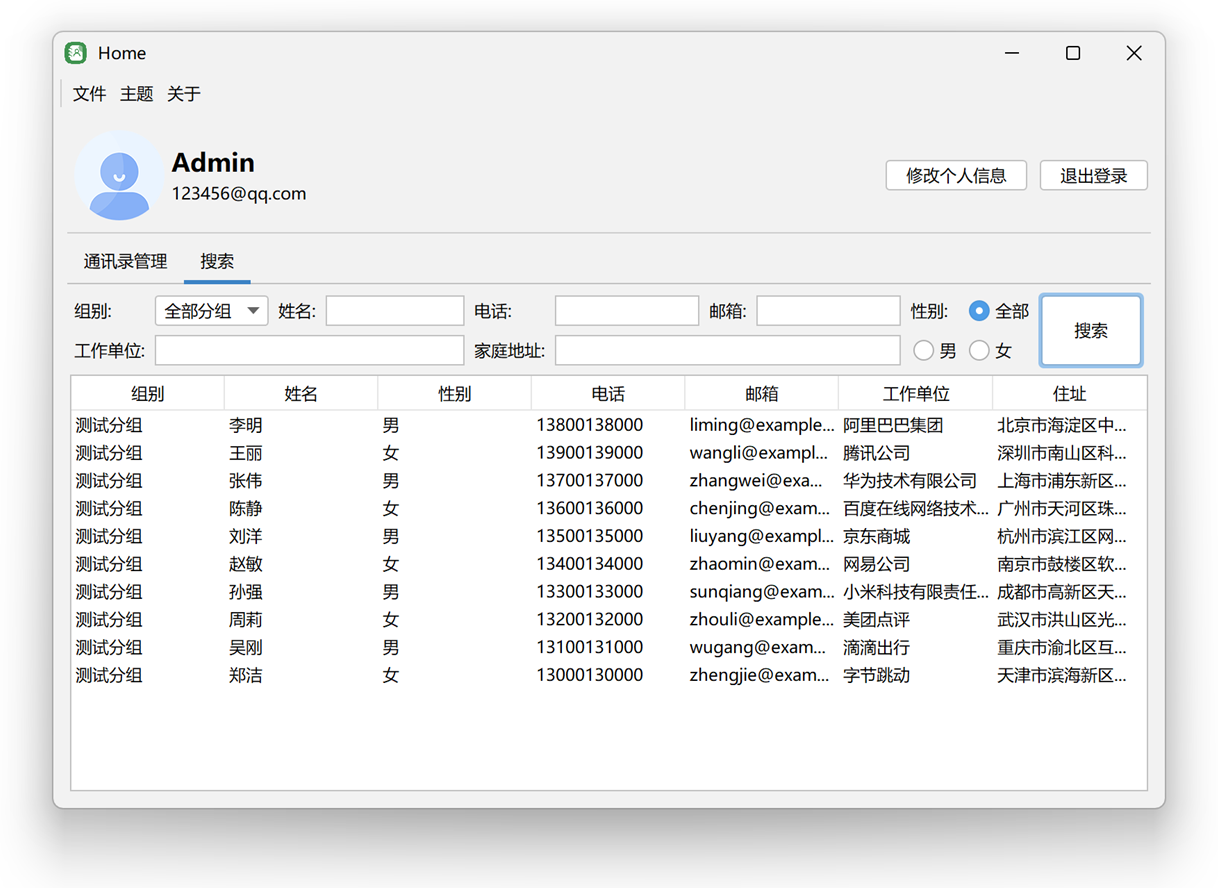 Home
文件 主题 关于
Admin
123456@qq.com
修改个人信息 退出登录
通讯录管理 搜索
组别: 全部分组 姓名: 电话: 邮箱: 性别: 全部 搜索
工作单位: 家庭地址: 男 女
组别 姓名 性别 电话 邮箱 工作单位 住址
测试分组 李明 男 13800138000 liming@example... 阿里巴巴集团 北京市海淀区中...
测试分组 王丽 女 13900139000 wangli@exampl... 腾讯公司 深圳市南山区科...
测试分组 张伟 男 13700137000 zhangwei@exa... 华为技术有限公司 上海市浦东新区...
测试分组 陈静 女 13600136000 chenjing@exam... 百度在线网络技术... 广州市天河区珠...
测试分组 刘洋 男 13500135000 liuyang@exampl... 京东商城 杭州市滨江区网...
测试分组 赵敏 女 13400134000 zhaomin@exam... 网易公司 南京市鼓楼区软...
测试分组 孙强 男 13300133000 sunqiang@exam... 小米科技有限责任... 成都市高新区天...
测试分组 周莉 女 13200132000 zhouli@example... 美团点评 武汉市洪山区光...
测试分组 吴刚 男 13100131000 wugang@exam... 滴滴出行 重庆市渝北区互...
测试分组 郑洁 女 13000130000 zhengjie@exam... 字节跳动 天津市滨海新区...